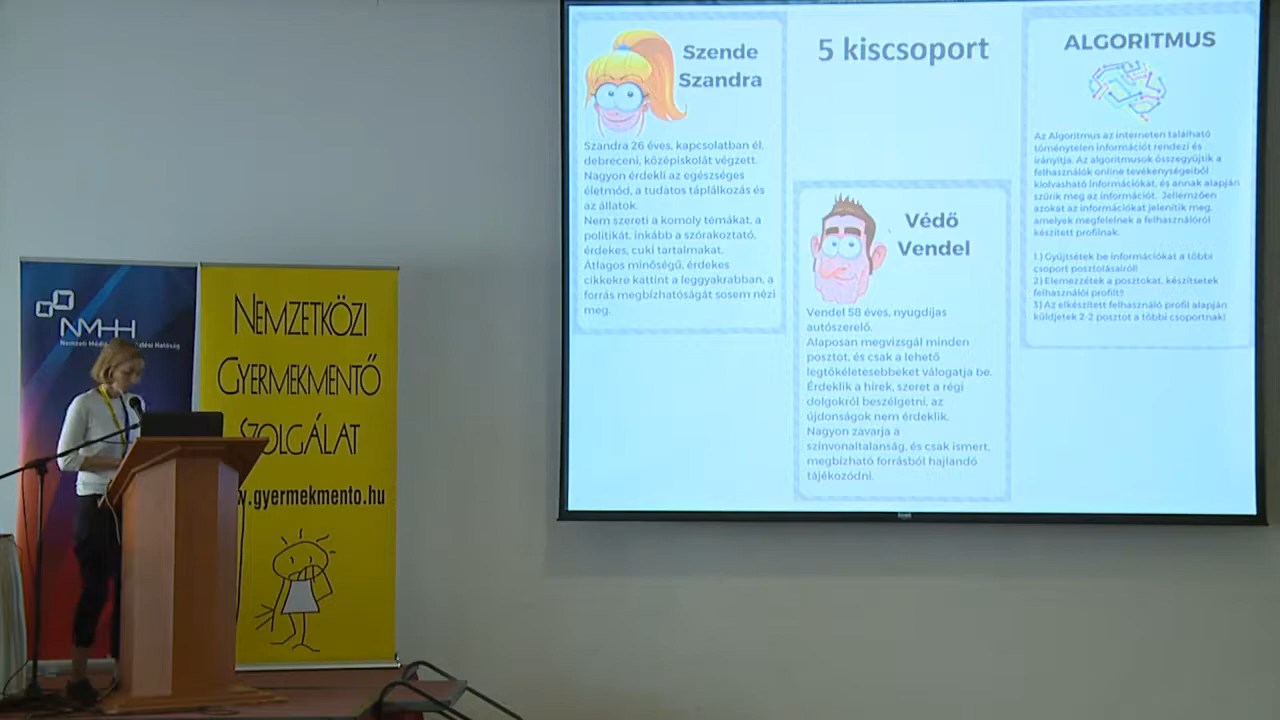 Szende
Szandra
Szandra 26 éves, kapcsolatban él,
debreceni, középiskolát végzett.
Nagyon érdekli az egészséges
életmód, a tudatos táplálkozás és
az állatok.
Nem szereti a komoly témákat, a
politikát, inkább a szórakoztató,
érdekes, cuki tartalmakat.
Átlagos minőségű, érdekes
cikkekre kattint a leggyakrabban, a
forrás megbízhatóságát sosem nézi
meg.
5 kiscsoport
Védő
Vendel
Vendel 58 éves, nyugdíjas
autószerelő.
Alaposan megvizsgál minden
posztot, és csak a lehető
legtökéletesebbeket válogatja be.
Érdeklik a hírek, szeret a régi
dolgokról beszélgetni, az
újdonságok nem érdeklik.
Nagyon zavarja a
színvonaltalanság, és csak ismert,
megbízható forrásból hajlandó
tájékozódni.
ALGORITMUS
Az Algoritmus az interneten található
töménytelen információt rendezi és
irányítja. Az algoritmusok összegyűjtik a
felhasználók online tevékenységeiből
kiolvasható információkat, és annak alapján
szűrik meg az információt. Jellemzően
azokat az információkat jelenítik meg,
amelyek megfelelnek a felhasználóról
készített profilnak.
1.) Gyűjtsétek be információkat a többi
csoport posztolásairól!
2) Elemezzétek a posztokat, készítsetek
felhasználói profilt!
3) Az elkészített felhasználó profil alapján
küldjetek 2-2 posztot a többi csoportnak!
NMHH
Nemzeti Média
Hatóság
NEMZETKÖZI
GYERMEKMENTŐ
SZOLGÁLAT
w.gyermekmento.hu